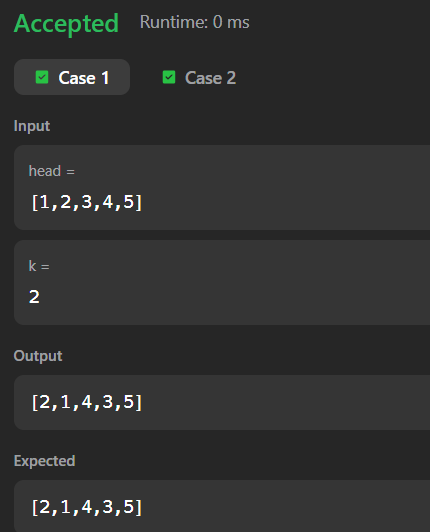 Accepted Runtime: 0 ms
Case 1 Case 2
Input
head =
[1,2,3,4,5]
k =
2
Output
[2,1,4,3,5]
Expected
[2,1,4,3,5]